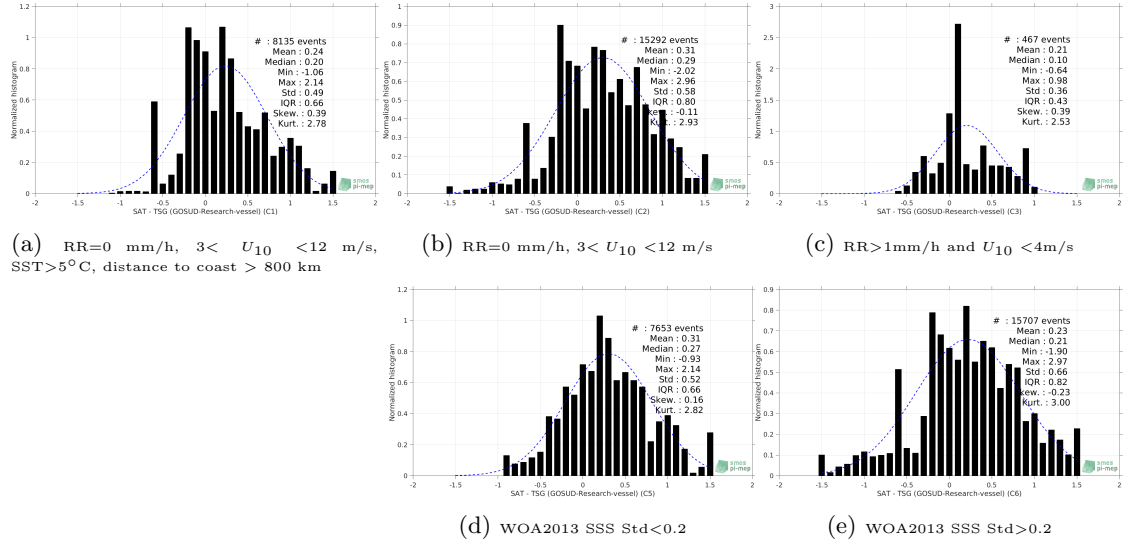 1.2
1
0.8
0.6
0.4
0.2
0
Normalized histogram
# : 8135 events
Mean : 0.24
Median : 0.20
Min : -1.06
Max : 2.14
Std : 0.49
IQR : 0.66
Skew. : 0.39
Kurt. : 2.78
smos
pi-mep
-2 -1.5 -1 -0.5 0 0.5 1 1.5 2
SAT - TSG (GOSUD-Research-vessel) (C1)
(a) RR=0 mm/h, 3< U10 <12 m/s,
SST>5°C, distance to coast > 800 km
1
0.9
0.8
0.7
0.6
0.5
0.4
0.3
0.2
0.1
0
Normalized histogram
# : 15292 events
Mean : 0.31
Median : 0.29
Min : -2.02
Max : 2.96
Std : 0.58
IQR : 0.80
Skew. : -0.11
Kurt. : 2.93
smos
pi-mep
-2 -1.5 -1 -0.5 0 0.5 1 1.5 2
SAT - TSG (GOSUD-Research-vessel) (C2)
(b) RR=0 mm/h, 3< U10 <12 m/s
3
2.5
2
1.5
1
0.5
0
Normalized histogram
# : 467 events
Mean : 0.21
Median : 0.10
Min : -0.64
Max : 0.98
Std : 0.36
IQR : 0.43
Skew. : 0.39
Kurt. : 2.53
smos
pi-mep
-2 -1.5 -1 -0.5 0 0.5 1 1.5 2
SAT - TSG (GOSUD-Research-vessel) (C3)
(c) RR>1mm/h and U10 <4m/s
1.2
1
0.8
0.6
0.4
0.2
0
Normalized histogram
# : 7653 events
Mean : 0.31
Median : 0.27
Min : -0.93
Max : 2.14
Std : 0.52
IQR : 0.66
Skew. : 0.16
Kurt. : 2.82
smos
pi-mep
-2 -1.5 -1 -0.5 0 0.5 1 1.5 2
SAT - TSG (GOSUD-Research-vessel) (C5)
(d) WOA2013 SSS Std<0.2
0.9
0.8
0.7
0.6
0.5
0.4
0.3
0.2
0.1
0
Normalized histogram
# : 15707 events
Mean : 0.23
Median : 0.21
Min : -1.90
Max : 2.97
Std : 0.66
IQR : 0.82
Skew. : -0.23
Kurt. : 3.00
smos
pi-mep
-2 -1.5 -1 -0.5 0 0.5 1 1.5 2
SAT - TSG (GOSUD-Research-vessel) (C6)
(e) WOA2013 SSS Std>0.2